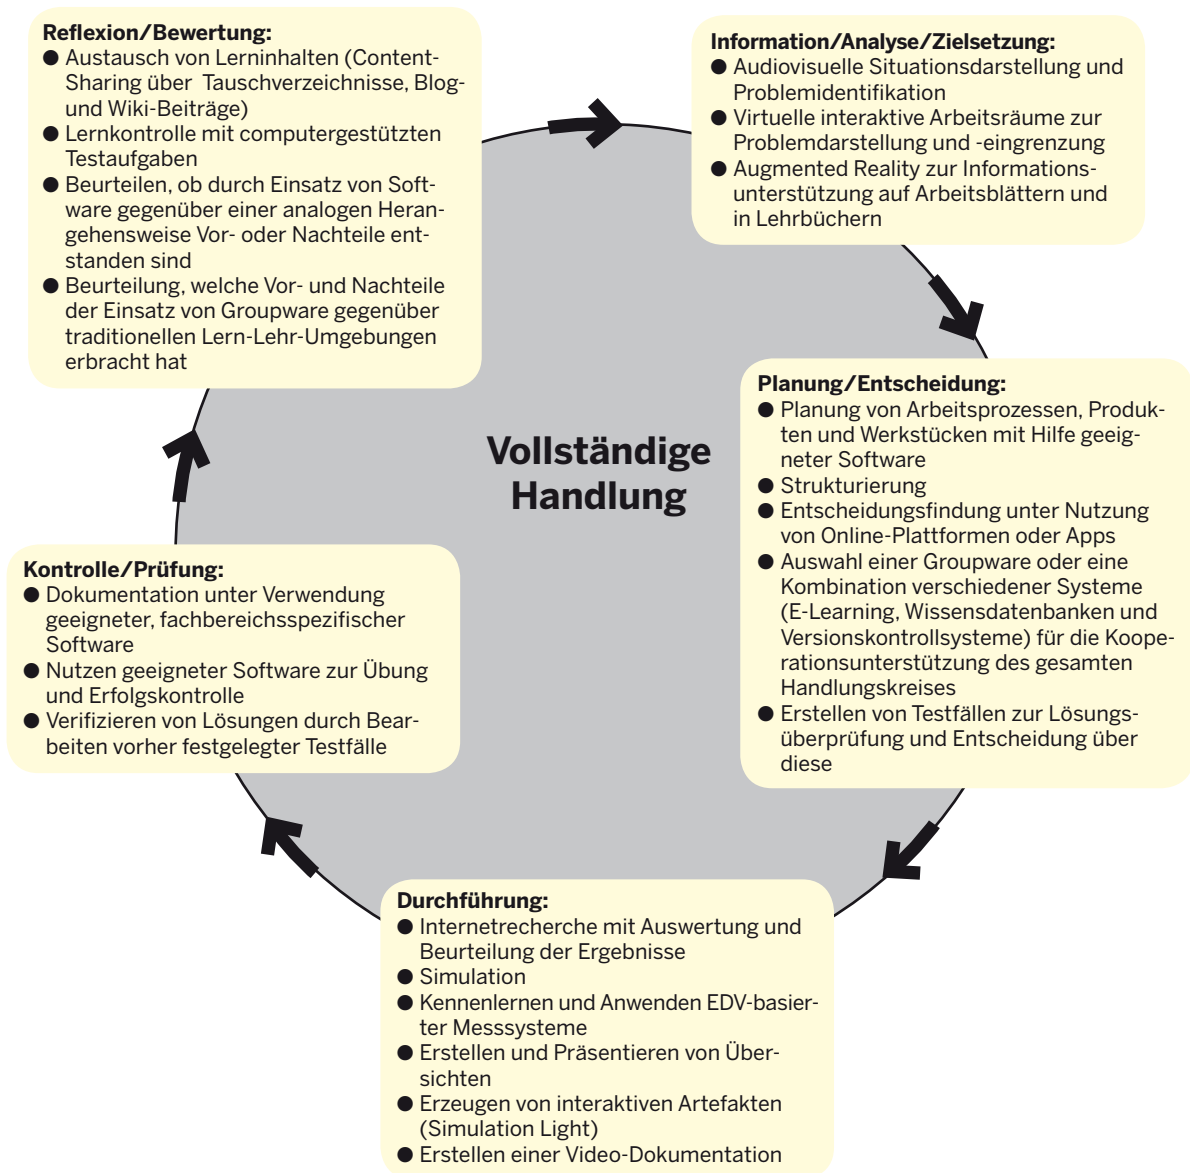 Reflexion/Bewertung:
● Austausch von Lerninhalten (Content-
Sharing über Tauschverzeichnisse, Blog-
und Wiki-Beiträge)
● Lernkontrolle mit computergestützten
Testaufgaben
● Beurteilen, ob durch Einsatz von Soft-
ware gegenüber einer analogen Heran-
gehensweise Vor- oder Nachteile ent-
standen sind
● Beurteilung, welche Vor- und Nachteile
der Einsatz von Groupware gegenüber
traditionellen Lern-Lehr-Umgebungen
erbracht hat
Information/Analyse/Zielsetzung:
● Audiovisuelle Situationsdarstellung und
Problemidentifikation
● Virtuelle interaktive Arbeitsräume zur
Problemdarstellung und -eingrenzung
● Augmented Reality zur Informations-
unterstützung auf Arbeitsblättern und
in Lehrbüchern
Vollständige
Handlung
Planung/Entscheidung:
● Planung von Arbeitsprozessen, Produk-
ten und Werkstücken mit Hilfe geeig-
neter Software
● Strukturierung
● Entscheidungsfindung unter Nutzung
von Online-Plattformen oder Apps
● Auswahl einer Groupware oder eine
Kombination verschiedener Systeme
(E-Learning, Wissensdatenbanken und
Versionskontrollsysteme) für die Koope-
rationsunterstützung des gesamten
Handlungskreises
● Erstellen von Testfällen zur Lösungs-
überprüfung und Entscheidung über
diese
Kontrolle/Prüfung:
● Dokumentation unter Verwendung
geeigneter, fachbereichsspezifischer
Software
● Nutzen geeigneter Software zur Übung
und Erfolgskontrolle
● Verifizieren von Lösungen durch Bear-
beiten vorher festgelegter Testfälle
Durchführung:
● Internetrecherche mit Auswertung und
Beurteilung der Ergebnisse
● Simulation
● Kennenlernen und Anwenden EDV-basier-
ter Messsysteme
● Erstellen und Präsentieren von Über-
sichten
● Erzeugen von interaktiven Artefakten
(Simulation Light)
● Erstellen einer Video-Dokumentation